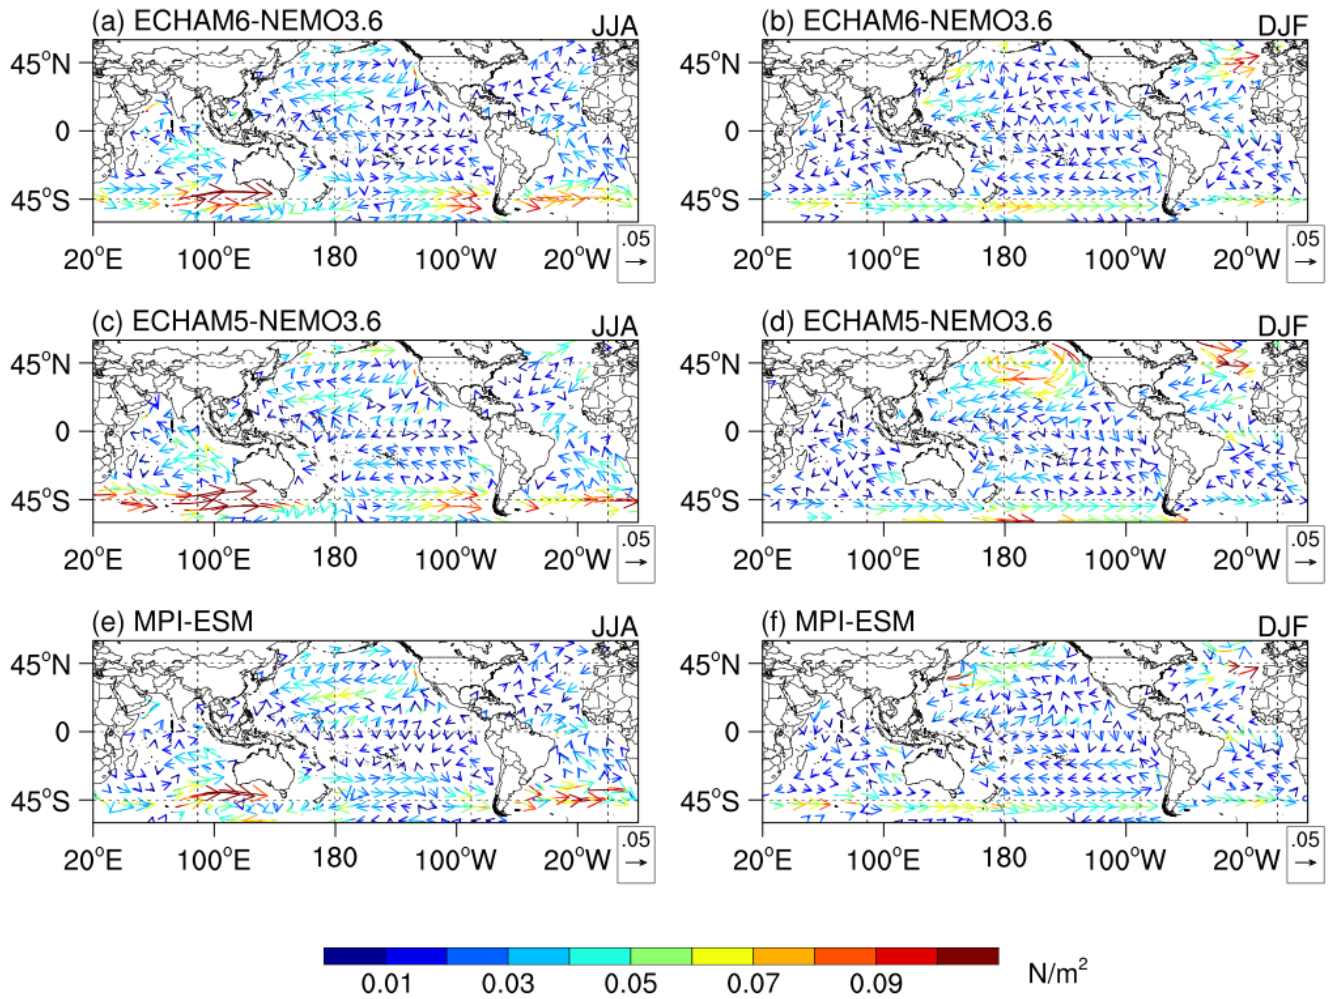 (a) ECHAM6-NEMO3.6 JJA
45°N
0
45°S
20°E 100°E 180 100°W 20°W
.05
(b) ECHAM6-NEMO3.6 DJF
45°N
0
45°S
20°E 100°E 180 100°W 20°W
.05
(c) ECHAM5-NEMO3.6 JJA
45°N
0
45°S
20°E 100°E 180 100°W 20°W
.05
(d) ECHAM5-NEMO3.6 DJF
45°N
0
45°S
20°E 100°E 180 100°W 20°W
.05
(e) MPI-ESM JJA
45°N
0
45°S
20°E 100°E 180 100°W 20°W
.05
(f) MPI-ESM DJF
45°N
0
45°S
20°E 100°E 180 100°W 20°W
.05
0.01 0.03 0.05 0.07 0.09 N/m²